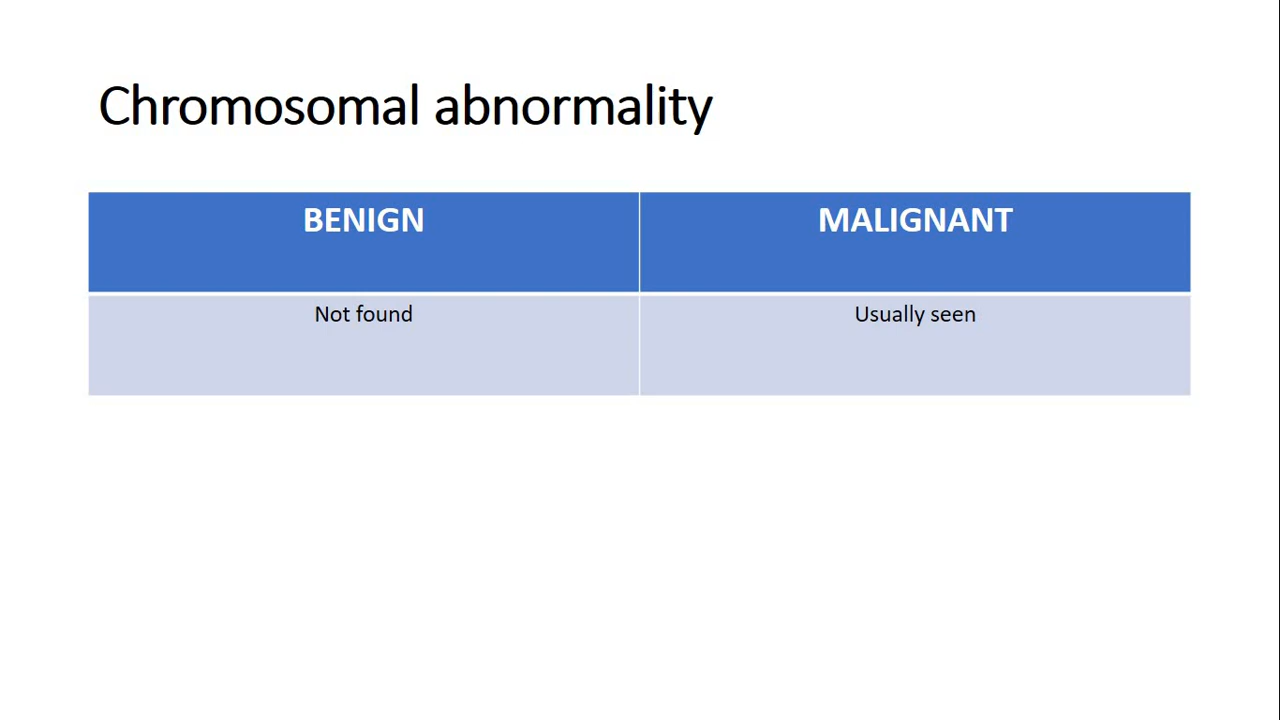 Chromosomal abnormality
BENIGN
MALIGNANT
Not found
Usually seen